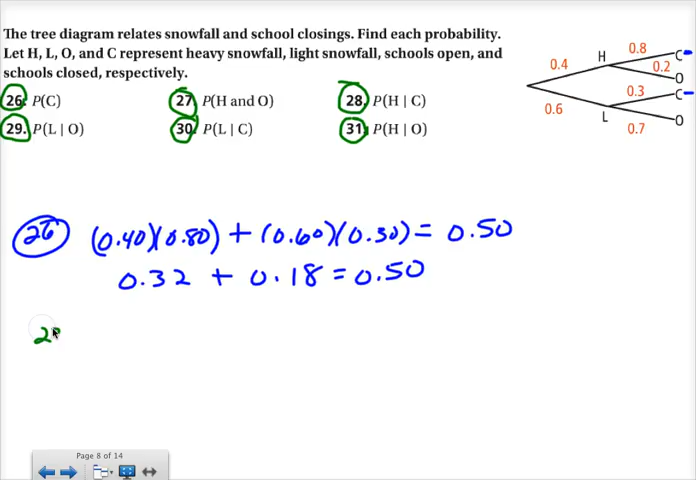 The tree diagram relates snowfall and school closings. Find each probability.
Let H, L, O, and C represent heavy snowfall, light snowfall, schools open, and
schools closed, respectively.
26. P(C) 27. P(H and O) 28. P(H | C)
29. P(L | O) 30. P(L | C) 31. P(H | O)
0.4 H 0.8 C
0.2 O
0.6 L 0.3 C
0.7 O
26 (0.40)(0.80) + (0.60)(0.30) = 0.50
0.32 + 0.18 = 0.50
Page 8 of 14